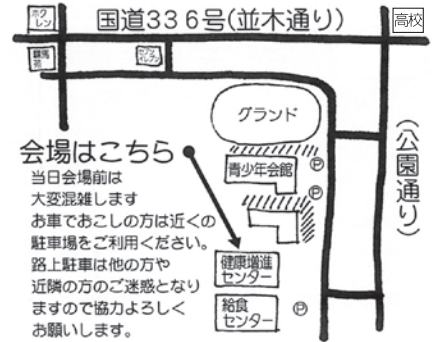 国道336号(並木通り)
高校
ホクレン
セブンイレブン
グランド
(公園通り)
会場はこちら
青少年会館
P
P
当日会場前は
大変混雑します
お車でおこしの方は近くの
駐車場をご利用ください。
路上駐車は他の方や
近隣の方のご迷惑となり
ますので協力よろしく
お願いします。
健康増進
センター
給食
センター
P